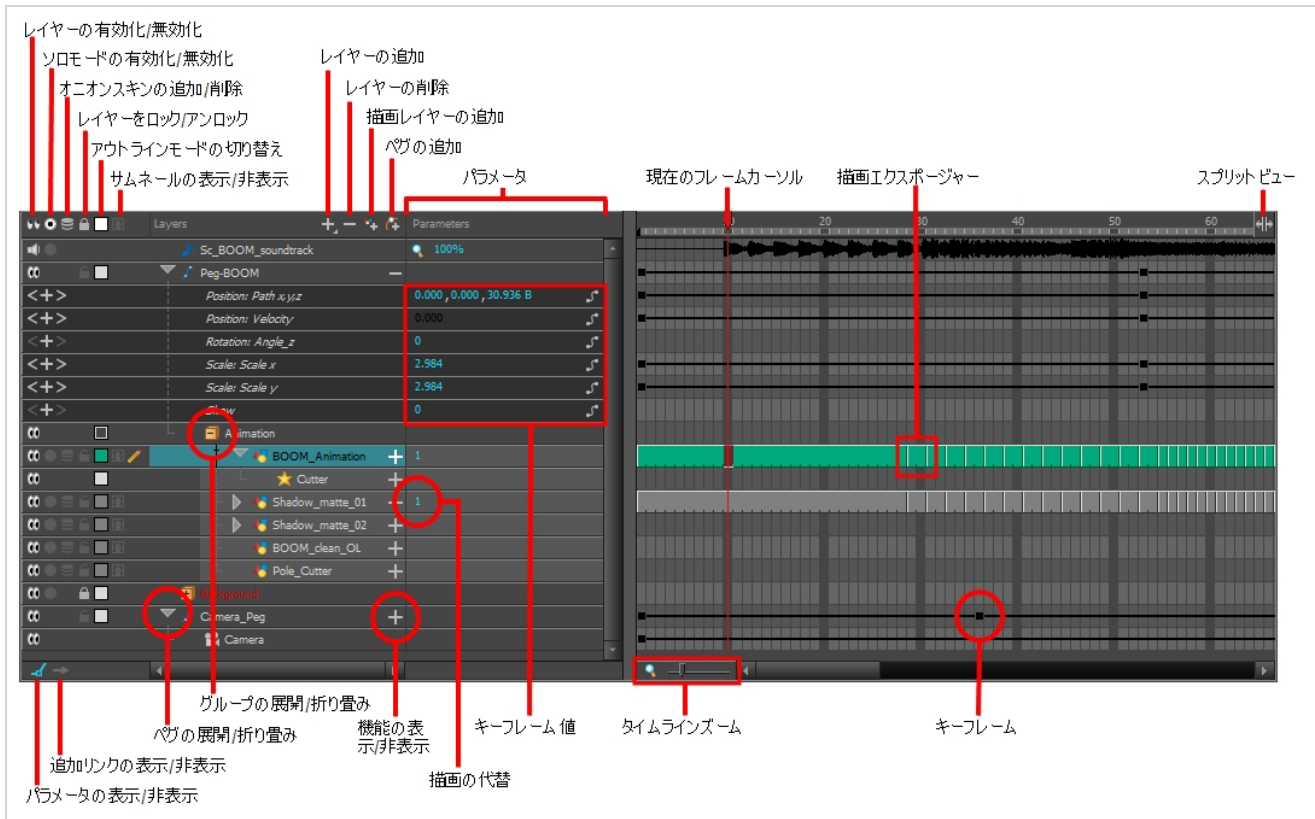 レイヤーの有効化/無効化
ソロモードの有効化/無効化
オニオンスキンの追加/削除
レイヤーをロック/アンロック
アウトラインモードの切り替え
サムネールの表示/非表示
レイヤーの追加
レイヤーの削除
描画レイヤーの追加
ペグの追加
パラメータ
現在のフレームカーソル
描画エクスポージャー
スプリットビュー
Layers
Parameters
20
30
40
50
60
Sc_BOOM_soundtrack
100%
Peg-BOOM
Position: Path x,y,z
0.000 , 0.000 , 30.936 B
Position: Velocity
0.000
Rotation: Angle_z
0
Scale: Scale x
2.984
Scale: Scale y
2.984
Skew
0
Animation
BOOM_Animation
1
Cutter
Shadow_matte_01
1
Shadow_matte_02
BOOM_clean_OL
Pole_Cutter
Background
Camera_Peg
Camera
グループの展開/折り畳み
ペグの展開/折り畳み
追加リンクの表示/非表示
パラメータの表示/非表示
機能の表
示/非表示
描画の代替
キーフレーム値
タイムラインズーム
キーフレーム